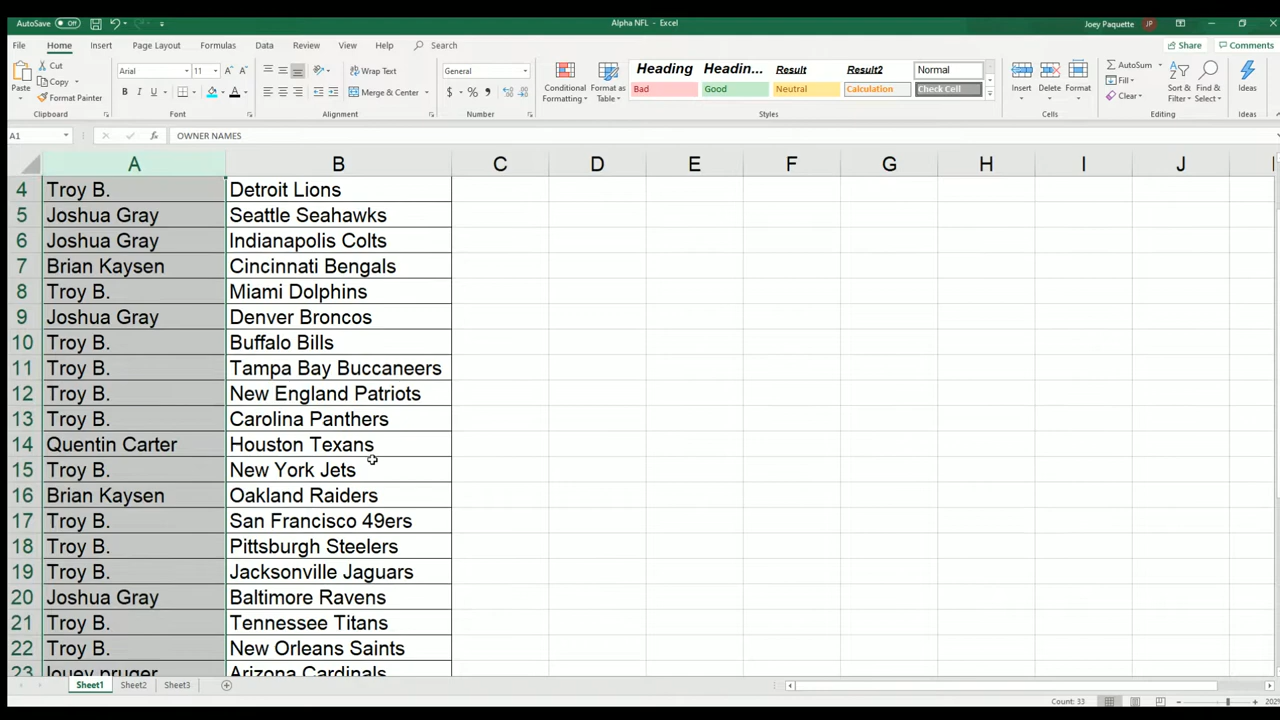 AutoSave Off
Alpha NFL - Excel
Joey Paquette JP
File Home Insert Page Layout Formulas Data Review View Help Search
Share Comments
Paste
Cut
Copy
Format Painter
Clipboard
Arial 11
B I U
Font
Wrap Text
Merge & Center
Alignment
General
$ % ,
Number
Conditional Formatting
Format as Table
Heading Headin... Result Result2 Normal
Bad Good Neutral Calculation Check Cell
Styles
Insert Delete Format
Cells
AutoSum
Fill
Clear
Sort & Filter
Find & Select
Editing
Ideas
Ideas
A1 fx OWNER NAMES
A B C D E F G H I J
4 Troy B. Detroit Lions
5 Joshua Gray Seattle Seahawks
6 Joshua Gray Indianapolis Colts
7 Brian Kaysen Cincinnati Bengals
8 Troy B. Miami Dolphins
9 Joshua Gray Denver Broncos
10 Troy B. Buffalo Bills
11 Troy B. Tampa Bay Buccaneers
12 Troy B. New England Patriots
13 Troy B. Carolina Panthers
14 Quentin Carter Houston Texans
15 Troy B. New York Jets
16 Brian Kaysen Oakland Raiders
17 Troy B. San Francisco 49ers
18 Troy B. Pittsburgh Steelers
19 Troy B. Jacksonville Jaguars
20 Joshua Gray Baltimore Ravens
21 Troy B. Tennessee Titans
22 Troy B. New Orleans Saints
23 Arizona Cardinals
Sheet1 Sheet2 Sheet3
Count: 33